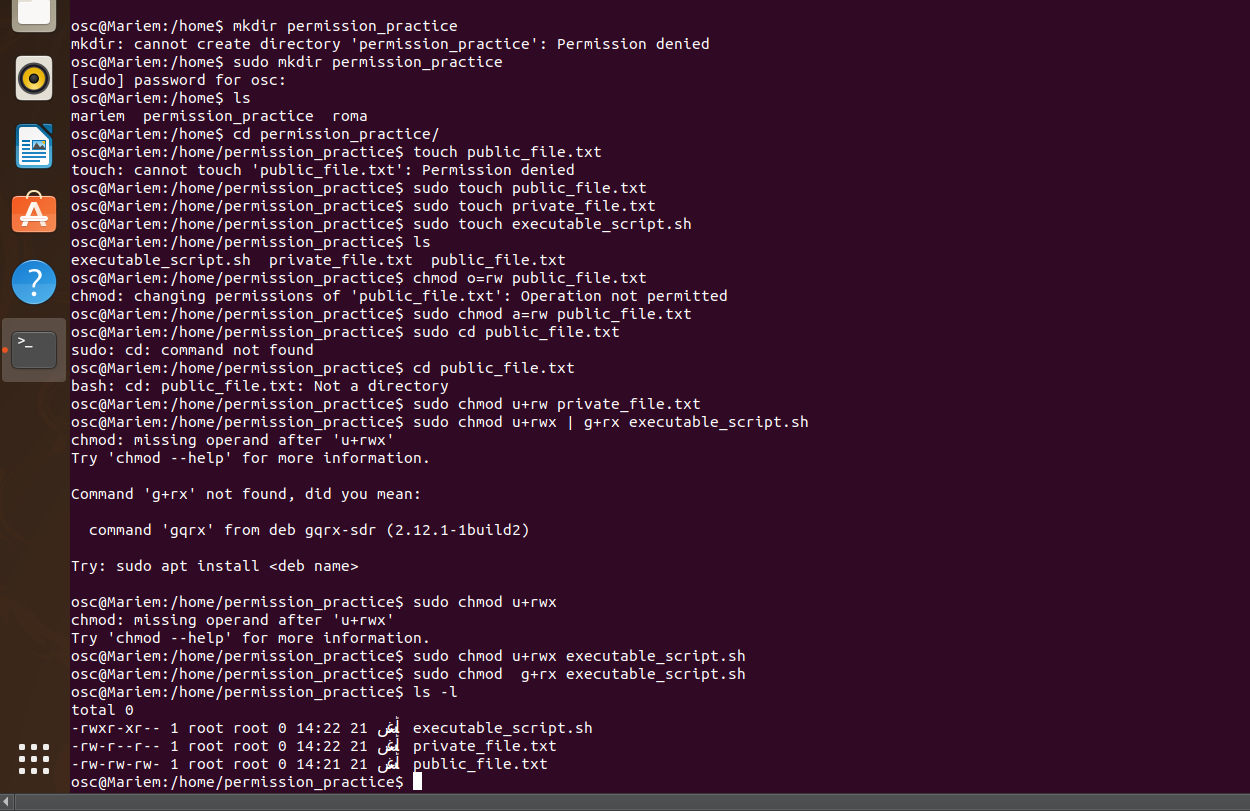 osc@Mariem:/home$ mkdir permission_practice
mkdir: cannot create directory 'permission_practice': Permission denied
osc@Mariem:/home$ sudo mkdir permission_practice
[sudo] password for osc:
osc@Mariem:/home$ ls
mariem  permission_practice  roma
osc@Mariem:/home$ cd permission_practice/
osc@Mariem:/home/permission_practice$ touch public_file.txt
touch: cannot touch 'public_file.txt': Permission denied
osc@Mariem:/home/permission_practice$ sudo touch public_file.txt
osc@Mariem:/home/permission_practice$ sudo touch private_file.txt
osc@Mariem:/home/permission_practice$ sudo touch executable_script.sh
osc@Mariem:/home/permission_practice$ ls
executable_script.sh  private_file.txt  public_file.txt
osc@Mariem:/home/permission_practice$ chmod o=rw public_file.txt
chmod: changing permissions of 'public_file.txt': Operation not permitted
osc@Mariem:/home/permission_practice$ sudo chmod a=rw public_file.txt
osc@Mariem:/home/permission_practice$ sudo cd public_file.txt
sudo: cd: command not found
osc@Mariem:/home/permission_practice$ cd public_file.txt
bash: cd: public_file.txt: Not a directory
osc@Mariem:/home/permission_practice$ sudo chmod u+rw private_file.txt
osc@Mariem:/home/permission_practice$ sudo chmod u+rwx | g+rx executable_script.sh
chmod: missing operand after 'u+rwx'
Try 'chmod --help' for more information.

Command 'g+rx' not found, did you mean:

  command 'gqrx' from deb gqrx-sdr (2.12.1-1build2)

Try: sudo apt install <deb name>

osc@Mariem:/home/permission_practice$ sudo chmod u+rwx
chmod: missing operand after 'u+rwx'
Try 'chmod --help' for more information.
osc@Mariem:/home/permission_practice$ sudo chmod u+rwx executable_script.sh
osc@Mariem:/home/permission_practice$ sudo chmod  g+rx executable_script.sh
osc@Mariem:/home/permission_practice$ ls -l
total 0
-rwxr-xr-- 1 root root 0 14:22 21 executable_script.sh
-rw-r--r-- 1 root root 0 14:22 21 private_file.txt
-rw-rw-rw- 1 root root 0 14:21 21 public_file.txt
osc@Mariem:/home/permission_practice$